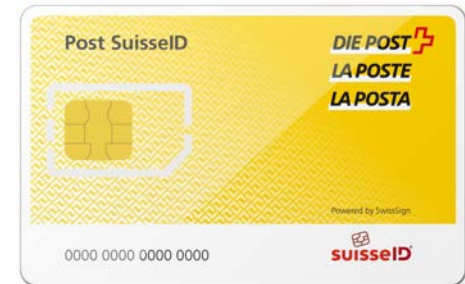 Post SuisseID
DIE POST
LA POSTE
LA POSTA
Powered by SwissSign
0000 0000 0000 0000
suisseID